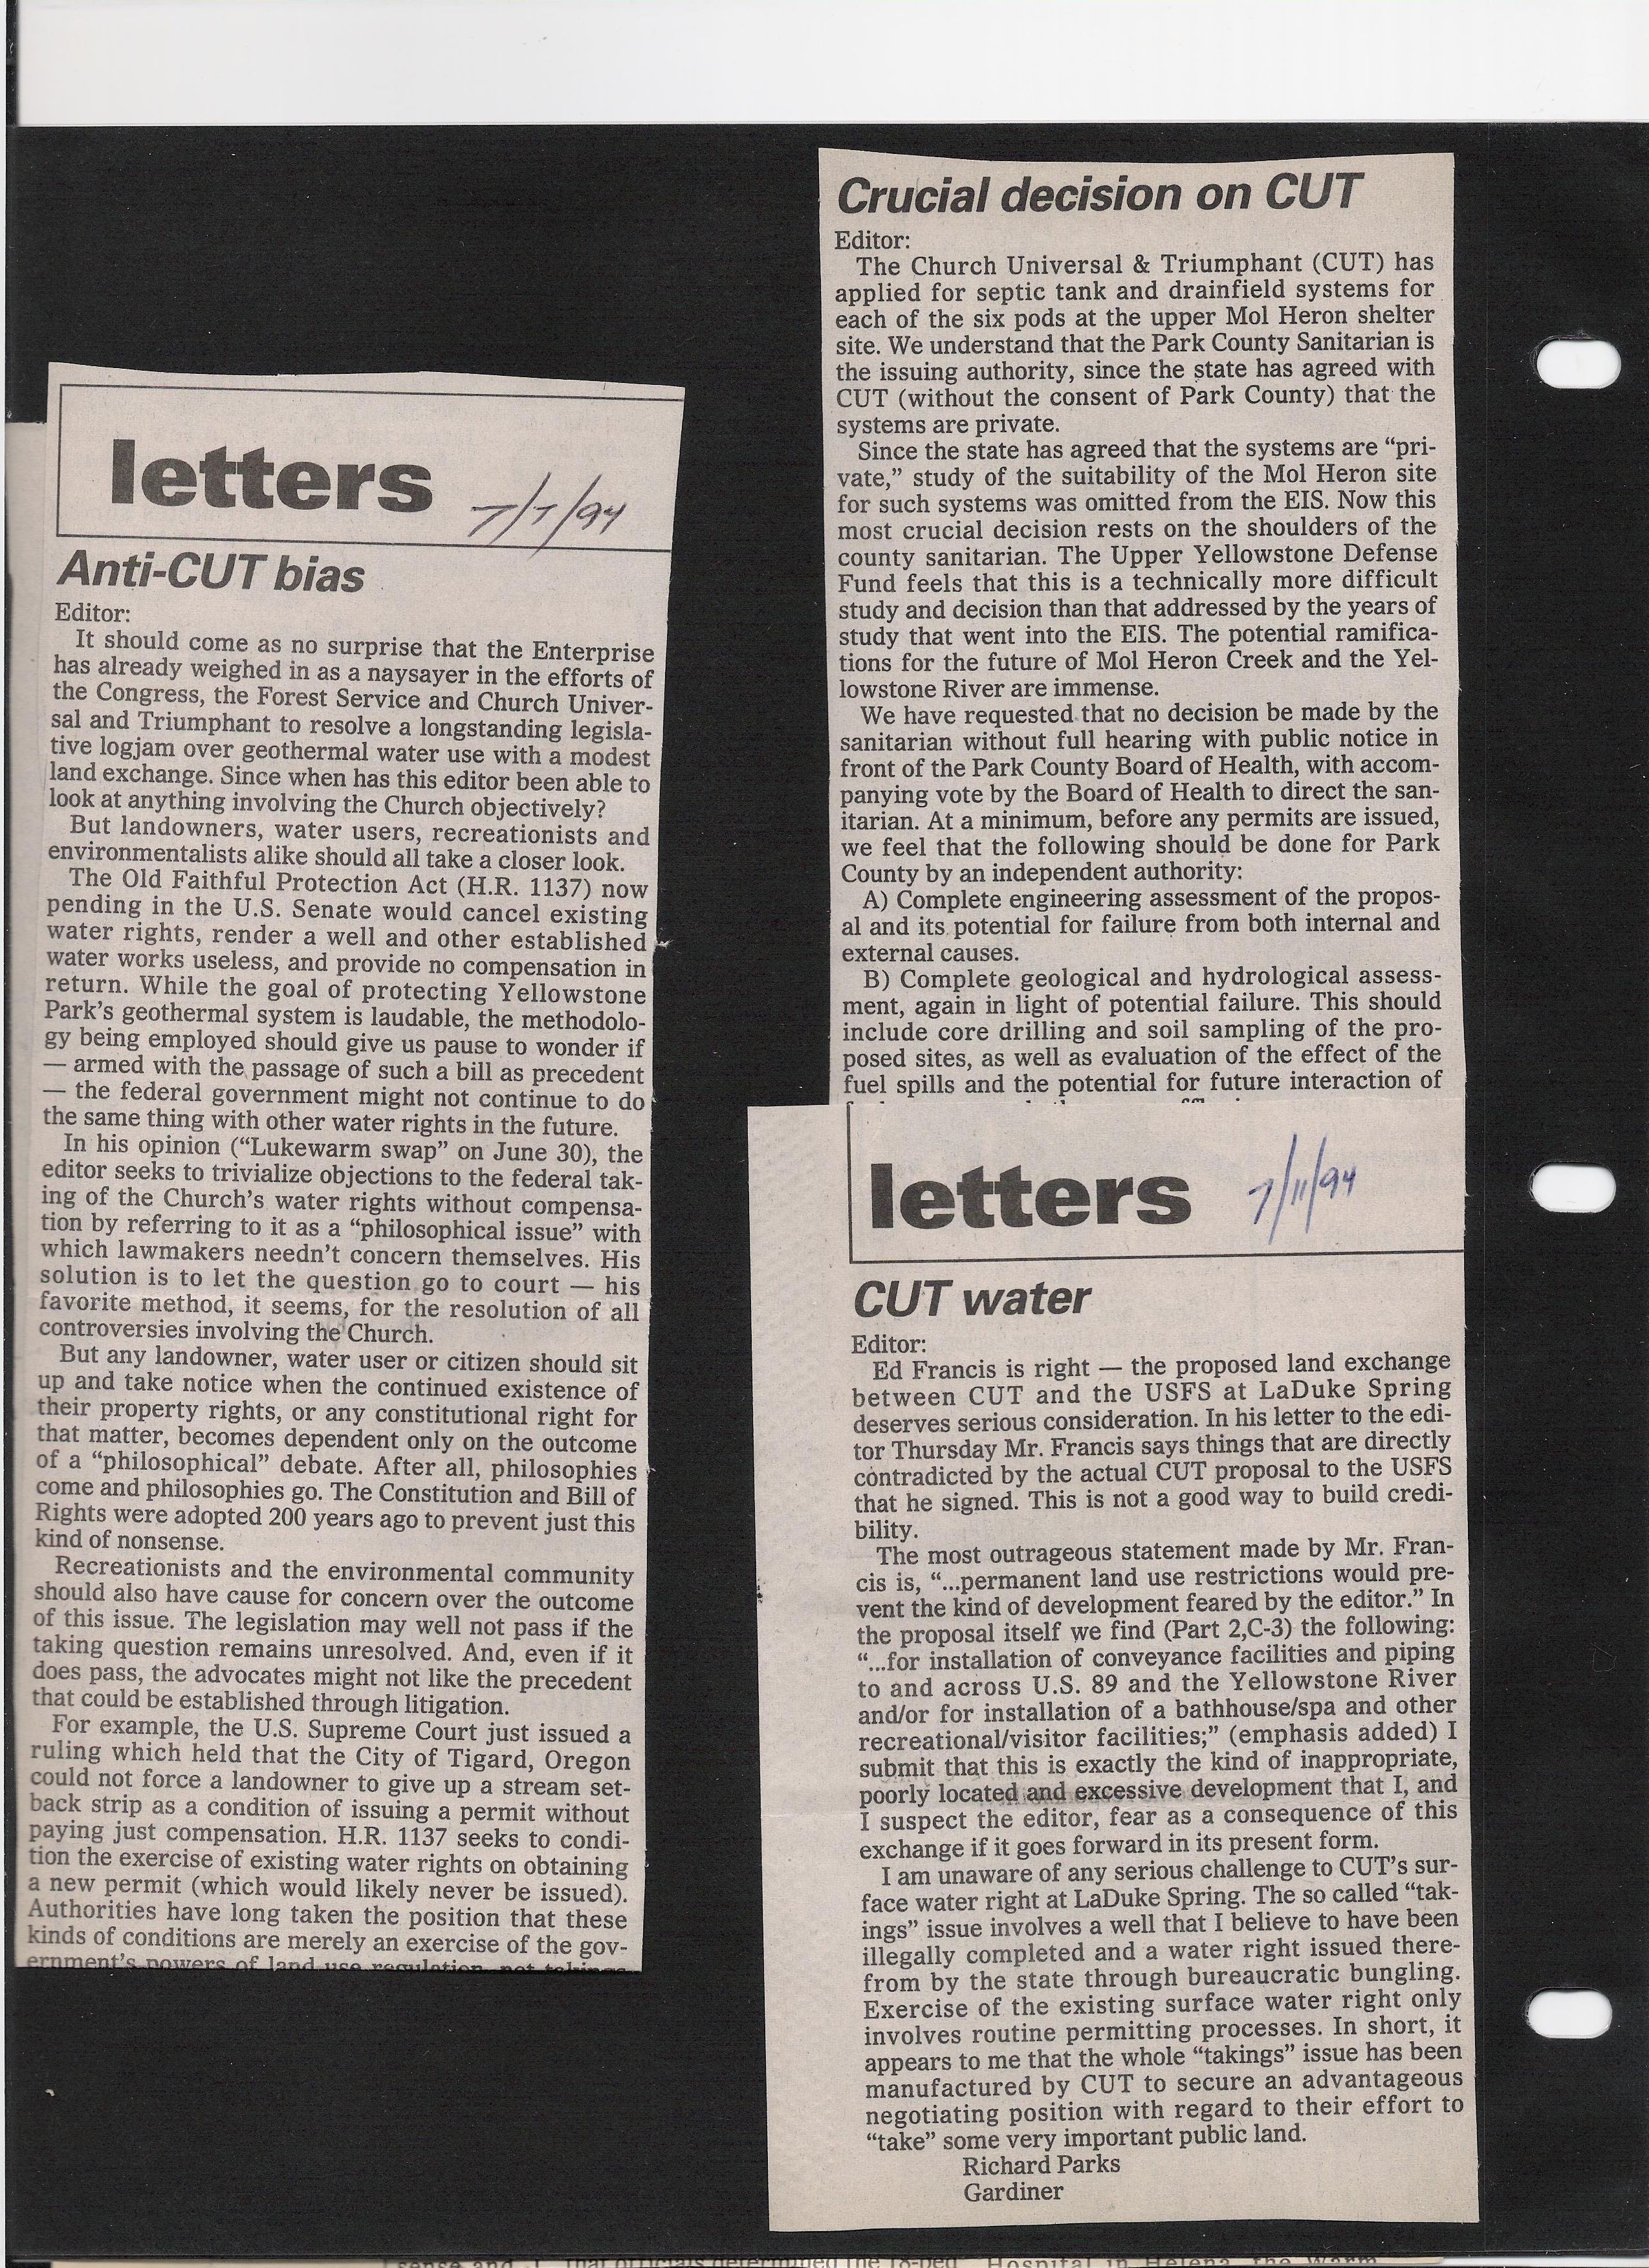 letters
7/7/94
Anti-CUT bias
Editor:
It should come as no surprise that the Enterprise
has already weighed in as a naysayer in the efforts of
the Congress, the Forest Service and Church Univer-
sal and Triumphant to resolve a longstanding legisla-
tive logjam over geothermal water use with a modest
land exchange. Since when has this editor been able to
look at anything involving the Church objectively?
But landowners, water users, recreationists and
environmentalists alike should all take a closer look.
The Old Faithful Protection Act (H.R. 1137) now
pending in the U.S. Senate would cancel existing
water rights, render a well and other established
water works useless, and provide no compensation in
return. While the goal of protecting Yellowstone
Park's geothermal system is laudable, the methodolo-
gy being employed should give us pause to wonder if
— armed with the passage of such a bill as precedent
— the federal government might not continue to do
the same thing with other water rights in the future.
In his opinion (“Lukewarm swap” on June 30), the
editor seeks to trivialize objections to the federal tak-
ing of the Church's water rights without compensa-
tion by referring to it as a “philosophical issue” with
which lawmakers needn't concern themselves. His
solution is to let the question go to court — his
favorite method, it seems, for the resolution of all
controversies involving the Church.
But any landowner, water user or citizen should sit
up and take notice when the continued existence of
their property rights, or any constitutional right for
that matter, becomes dependent only on the outcome
of a “philosophical” debate. After all, philosophies
come and philosophies go. The Constitution and Bill of
Rights were adopted 200 years ago to prevent just this
kind of nonsense.
Recreationists and the environmental community
should also have cause for concern over the outcome
of this issue. The legislation may well not pass if the
taking question remains unresolved. And, even if it
does pass, the advocates might not like the precedent
that could be established through litigation.
For example, the U.S. Supreme Court just issued a
ruling which held that the City of Tigard, Oregon
could not force a landowner to give up a stream set-
back strip as a condition of issuing a permit without
paying just compensation. H.R. 1137 seeks to condi-
tion the exercise of existing water rights on obtaining
a new permit (which would likely never be issued).
Authorities have long taken the position that these
kinds of conditions are merely an exercise of the gov-
ernment's powers of land use regulation, not takings
Crucial decision on CUT
Editor:
The Church Universal & Triumphant (CUT) has
applied for septic tank and drainfield systems for
each of the six pods at the upper Mol Heron shelter
site. We understand that the Park County Sanitarian is
the issuing authority, since the state has agreed with
CUT (without the consent of Park County) that the
systems are private.
Since the state has agreed that the systems are “pri-
vate,” study of the suitability of the Mol Heron site
for such systems was omitted from the EIS. Now this
most crucial decision rests on the shoulders of the
county sanitarian. The Upper Yellowstone Defense
Fund feels that this is a technically more difficult
study and decision than that addressed by the years of
study that went into the EIS. The potential ramifica-
tions for the future of Mol Heron Creek and the Yel-
lowstone River are immense.
We have requested that no decision be made by the
sanitarian without full hearing with public notice in
front of the Park County Board of Health, with accom-
panying vote by the Board of Health to direct the san-
itarian. At a minimum, before any permits are issued,
we feel that the following should be done for Park
County by an independent authority:
A) Complete engineering assessment of the propos-
al and its potential for failure from both internal and
external causes.
B) Complete geological and hydrological assess-
ment, again in light of potential failure. This should
include core drilling and soil sampling of the pro-
posed sites, as well as evaluation of the effect of the
fuel spills and the potential for future interaction of
letters
7/11/94
CUT water
Editor:
Ed Francis is right — the proposed land exchange
between CUT and the USFS at LaDuke Spring
deserves serious consideration. In his letter to the edi-
tor Thursday Mr. Francis says things that are directly
contradicted by the actual CUT proposal to the USFS
that he signed. This is not a good way to build credi-
bility.
The most outrageous statement made by Mr. Fran-
cis is, “...permanent land use restrictions would pre-
vent the kind of development feared by the editor.” In
the proposal itself we find (Part 2,C-3) the following:
“...for installation of conveyance facilities and piping
to and across U.S. 89 and the Yellowstone River
and/or for installation of a bathhouse/spa and other
recreational/visitor facilities;” (emphasis added) I
submit that this is exactly the kind of inappropriate,
poorly located and excessive development that I, and
I suspect the editor, fear as a consequence of this
exchange if it goes forward in its present form.
I am unaware of any serious challenge to CUT's sur-
face water right at LaDuke Spring. The so called “tak-
ings” issue involves a well that I believe to have been
illegally completed and a water right issued there-
from by the state through bureaucratic bungling.
Exercise of the existing surface water right only
involves routine permitting processes. In short, it
appears to me that the whole “takings” issue has been
manufactured by CUT to secure an advantageous
negotiating position with regard to their effort to
“take” some very important public land.
Richard Parks
Gardiner